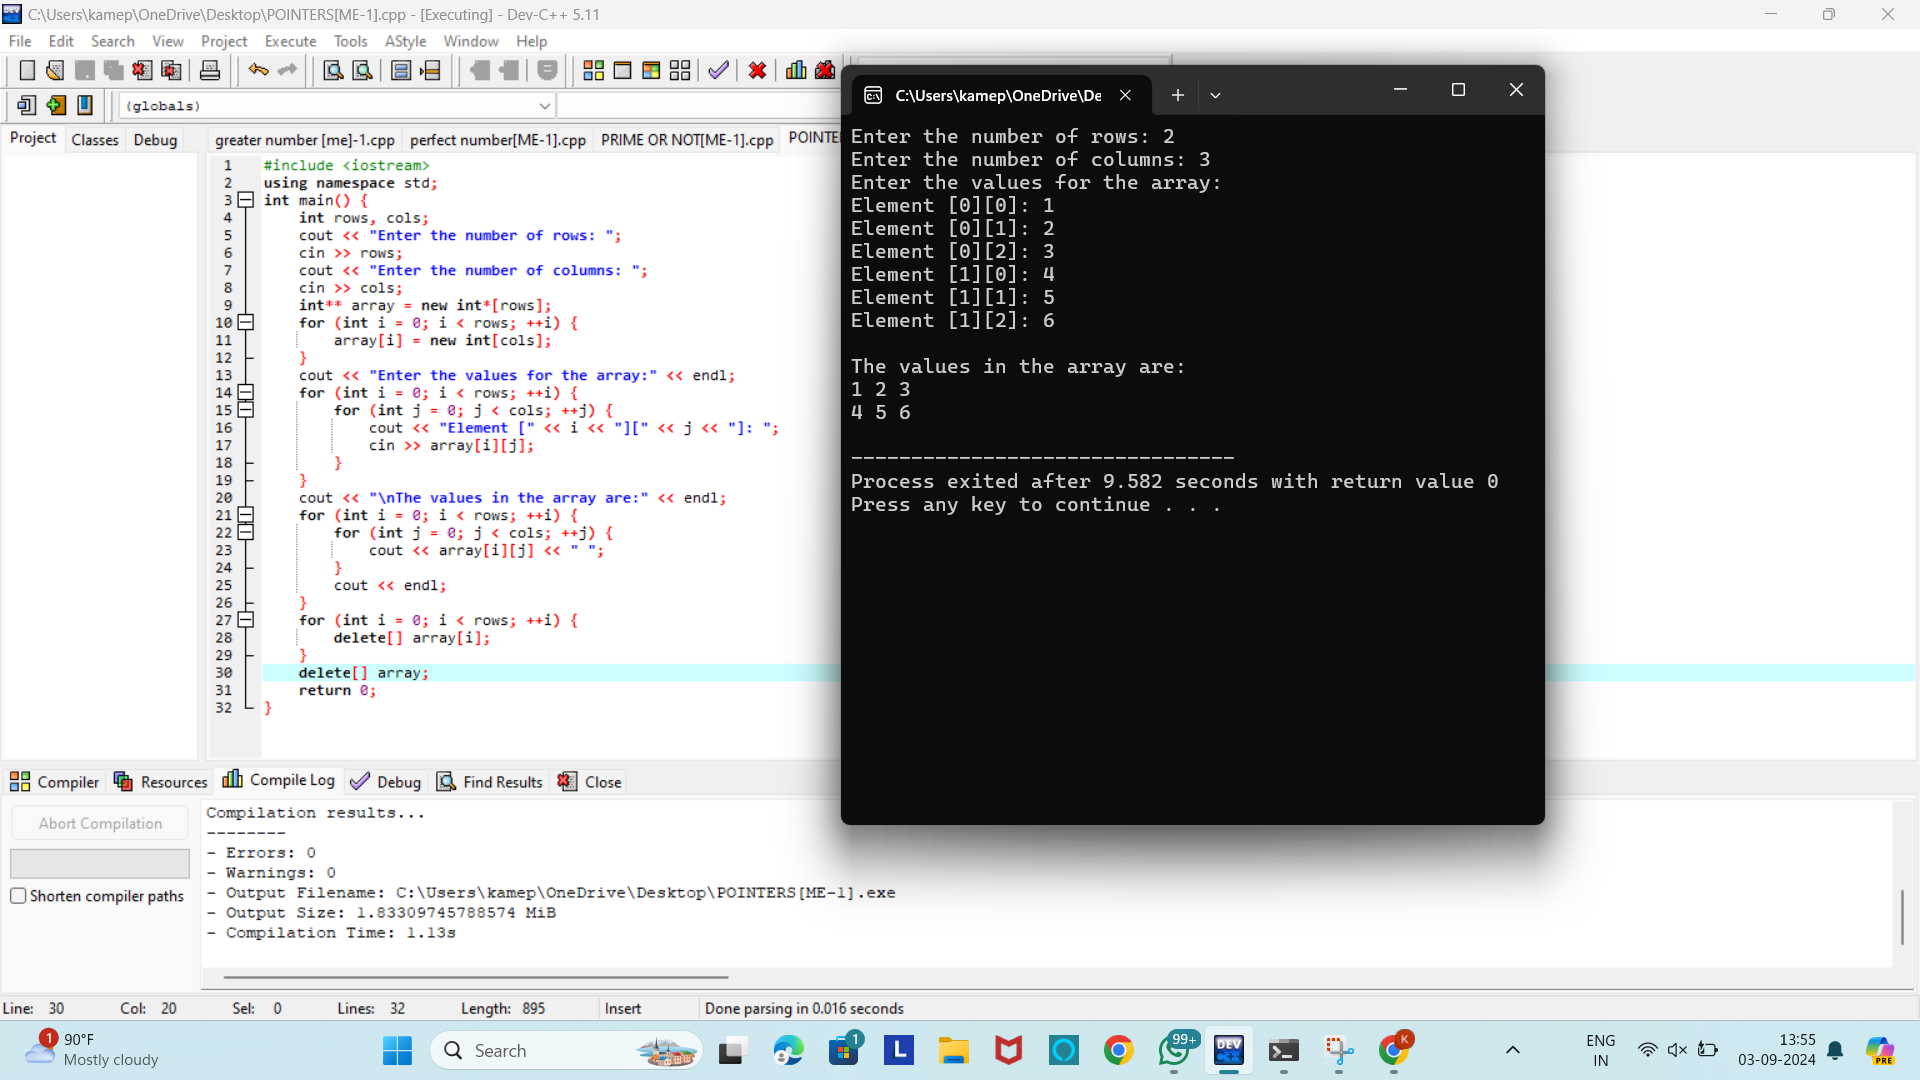 C:\Users\kamep\OneDrive\Desktop\POINTERS[ME-1].cpp - [Executing] - Dev-C++ 5.11
File Edit Search View Project Execute Tools AStyle Window Help
(globals)
Project Classes Debug
greater number [me]-1.cpp perfect number[ME-1].cpp PRIME OR NOT[ME-1].cpp POINTE
1 #include <iostream>
2 using namespace std;
3 int main() {
4 int rows, cols;
5 cout << "Enter the number of rows: ";
6 cin >> rows;
7 cout << "Enter the number of columns: ";
8 cin >> cols;
9 int** array = new int*[rows];
10 for (int i = 0; i < rows; ++i) {
11 array[i] = new int[cols];
12 }
13 cout << "Enter the values for the array:" << endl;
14 for (int i = 0; i < rows; ++i) {
15 for (int j = 0; j < cols; ++j) {
16 cout << "Element [" << i << "][" << j << "]: ";
17 cin >> array[i][j];
18 }
19 }
20 cout << "\nThe values in the array are:" << endl;
21 for (int i = 0; i < rows; ++i) {
22 for (int j = 0; j < cols; ++j) {
23 cout << array[i][j] << " ";
24 }
25 cout << endl;
26 }
27 for (int i = 0; i < rows; ++i) {
28 delete[] array[i];
29 }
30 delete[] array;
31 return 0;
32 }
C:\Users\kamep\OneDrive\De
Enter the number of rows: 2
Enter the number of columns: 3
Enter the values for the array:
Element [0][0]: 1
Element [0][1]: 2
Element [0][2]: 3
Element [1][0]: 4
Element [1][1]: 5
Element [1][2]: 6
The values in the array are:
1 2 3
4 5 6
--------------------------------
Process exited after 9.582 seconds with return value 0
Press any key to continue . . .
Compiler Resources Compile Log Debug Find Results Close
Abort Compilation
Shorten compiler paths
Compilation results...
--------
- Errors: 0
- Warnings: 0
- Output Filename: C:\Users\kamep\OneDrive\Desktop\POINTERS[ME-1].exe
- Output Size: 1.83309745788574 MiB
- Compilation Time: 1.13s
Line: 30 Col: 20 Sel: 0 Lines: 32 Length: 895 Insert Done parsing in 0.016 seconds
1
90°F
Mostly cloudy
Search
1
L
99+
DEV
C++
K
ENG
IN
13:55
03-09-2024
PRE